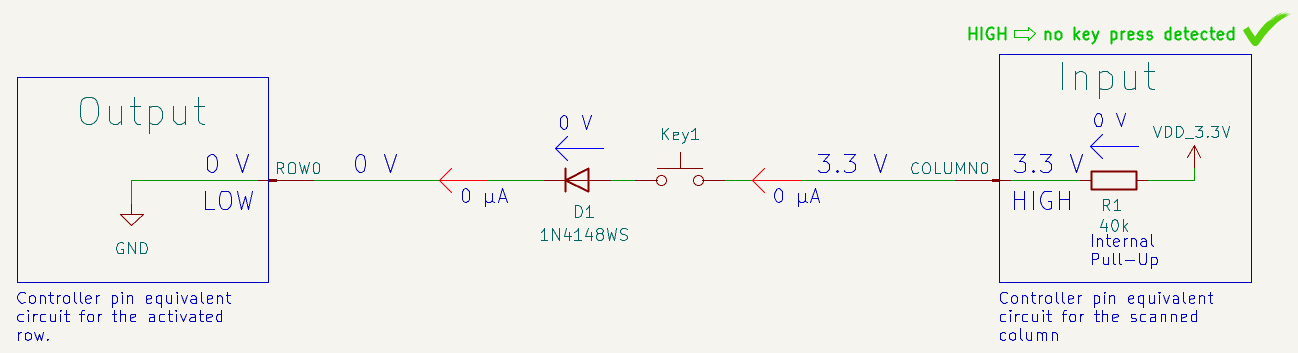 HIGH ⇨ no key press detected
Output
0 V
LOW
GND
ROW0
0 V
0 µA
0 V
D1
1N4148WS
Key1
0 µA
3.3 V
COLUMN0
Input
3.3 V
HIGH
0 V
VDD_3.3V
R1
40k
Internal
Pull-Up
Controller pin equivalent
circuit for the activated
row.
Controller pin equivalent
circuit for the scanned
column